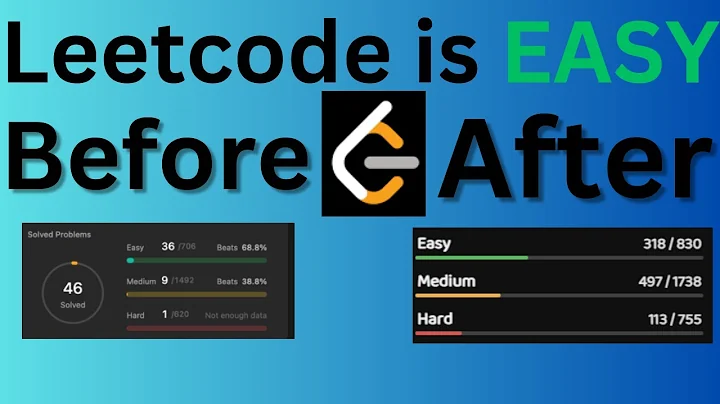 Leetcode is EASY
Before After
Solved Problems
46
Solved
Easy 36 /706 Beats 68.8%
Medium 9 /1492 Beats 38.8%
Hard 1 /620 Not enough data
Easy 318 / 830
Medium 497 / 1738
Hard 113 / 755